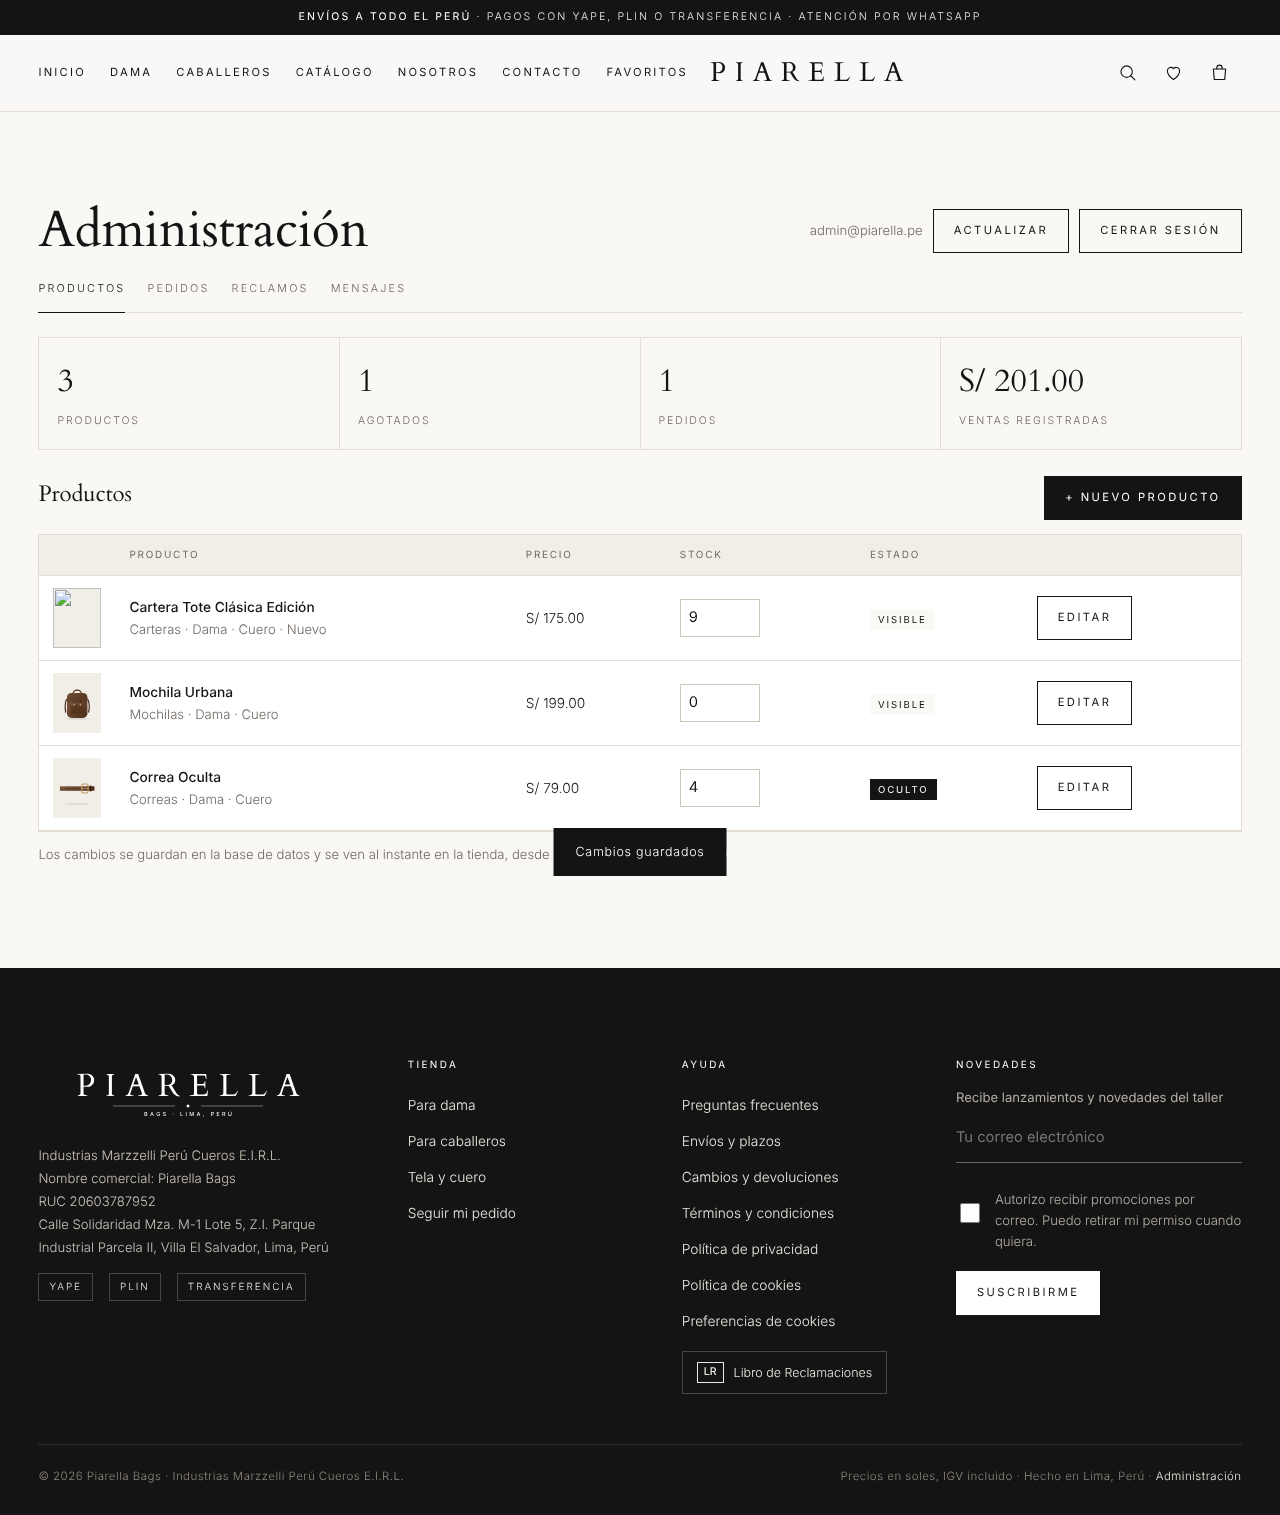 ENVÍOS A TODO EL PERÚ · PAGOS CON YAPE, PLIN O TRANSFERENCIA · ATENCIÓN POR WHATSAPP
INICIO DAMA CABALLEROS CATÁLOGO NOSOTROS CONTACTO FAVORITOS PIARELLA
Administración
admin@piarella.pe ACTUALIZAR CERRAR SESIÓN
PRODUCTOS PEDIDOS RECLAMOS MENSAJES
3 1 1 S/ 201.00
PRODUCTOS AGOTADOS PEDIDOS VENTAS REGISTRADAS
Productos
+ NUEVO PRODUCTO
PRODUCTO PRECIO STOCK ESTADO
Cartera Tote Clásica Edición
Carteras · Dama · Cuero · Nuevo
S/ 175.00 9 VISIBLE EDITAR
Mochila Urbana
Mochilas · Dama · Cuero
S/ 199.00 0 VISIBLE EDITAR
Correa Oculta
Correas · Dama · Cuero
S/ 79.00 4 OCULTO EDITAR
Los cambios se guardan en la base de datos y se ven al instante en la tienda, desde
Cambios guardados
PIARELLA
BAGS · LIMA, PERÚ
Industrias Marzzelli Perú Cueros E.I.R.L.
Nombre comercial: Piarella Bags
RUC 20603787952
Calle Solidaridad Mza. M-1 Lote 5, Z.I. Parque
Industrial Parcela II, Villa El Salvador, Lima, Perú
YAPE PLIN TRANSFERENCIA
TIENDA
Para dama
Para caballeros
Tela y cuero
Seguir mi pedido
AYUDA
Preguntas frecuentes
Envíos y plazos
Cambios y devoluciones
Términos y condiciones
Política de privacidad
Política de cookies
Preferencias de cookies
LR Libro de Reclamaciones
NOVEDADES
Recibe lanzamientos y novedades del taller
Tu correo electrónico
Autorizo recibir promociones por
correo. Puedo retirar mi permiso cuando
quiera.
SUSCRIBIRME
© 2026 Piarella Bags · Industrias Marzzelli Perú Cueros E.I.R.L.
Precios en soles, IGV incluido · Hecho en Lima, Perú · Administración